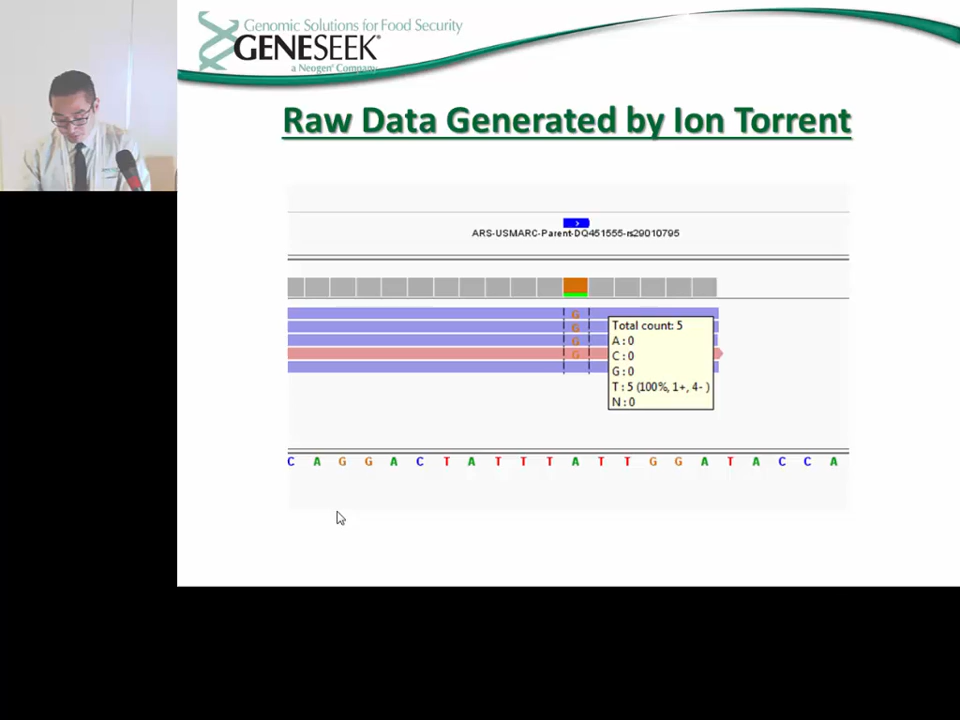 Genomic Solutions for Food Security
GENESEEK®
a Neogen® Company
Raw Data Generated by Ion Torrent
ARS-USMARC-Parent-DQ451555-rs29010795
G
G
G
G
Total count: 5
A : 0
C : 0
G : 0
T : 5 (100%, 1+, 4- )
N : 0
C A G G A C T A T T T A T T G G A T A C C A